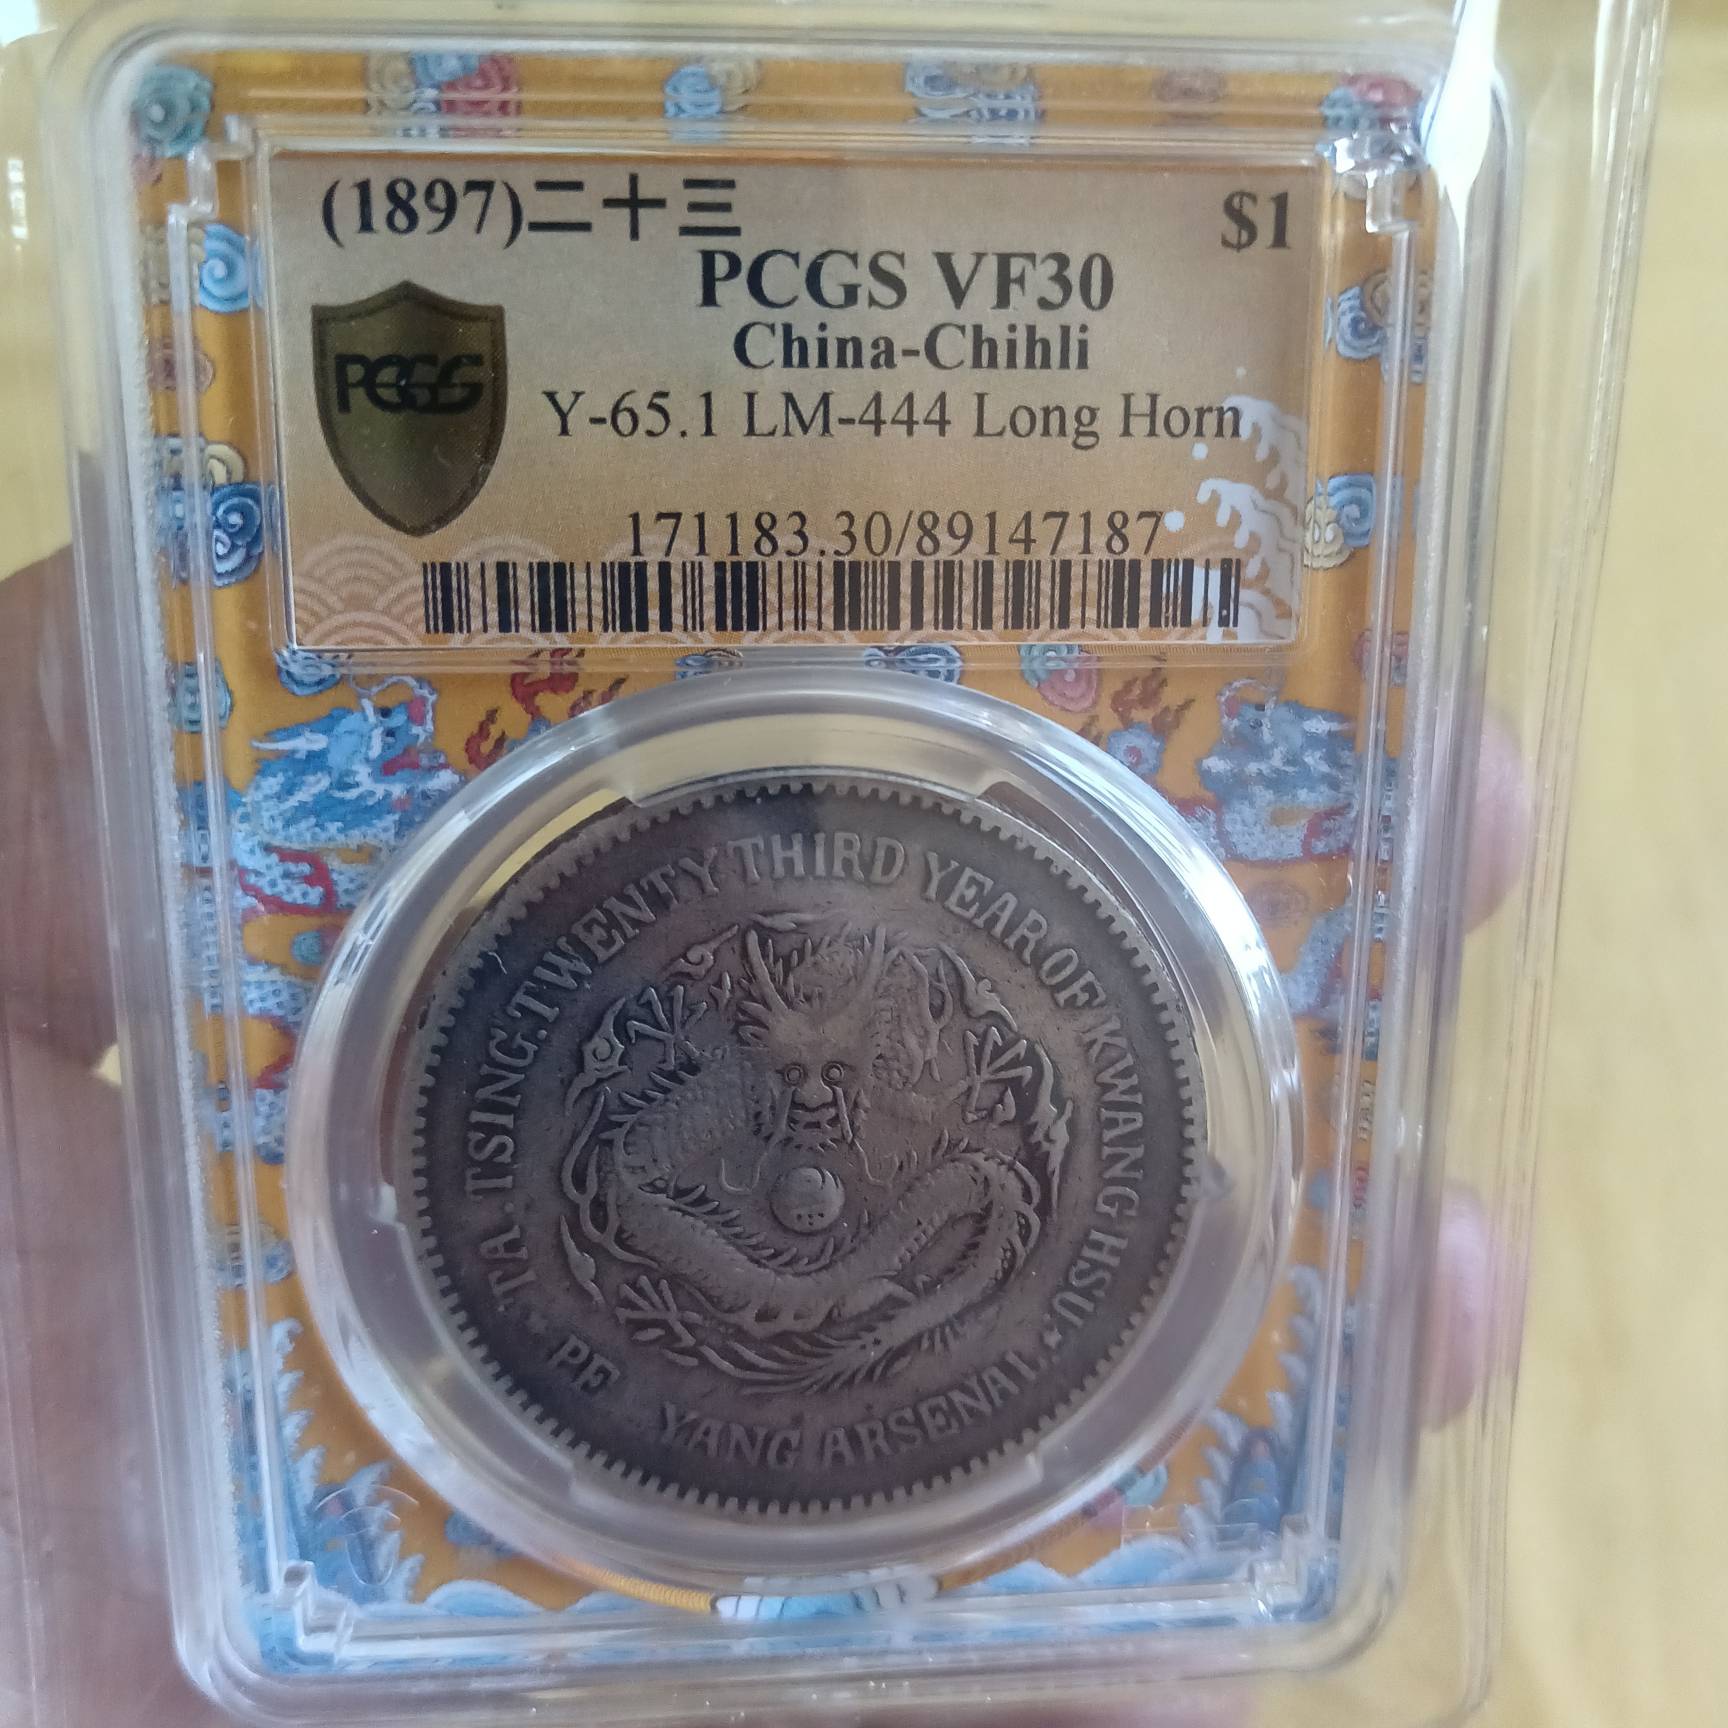 (1897)二十三 $1
PCGS VF30
China-Chihli
PCGS
Y-65.1 LM-444 Long Horn
171183.30/89147187
TA. TSING. TWENTY THIRD YEAR OF KWANG HSU.
PE YANG ARSENAL.